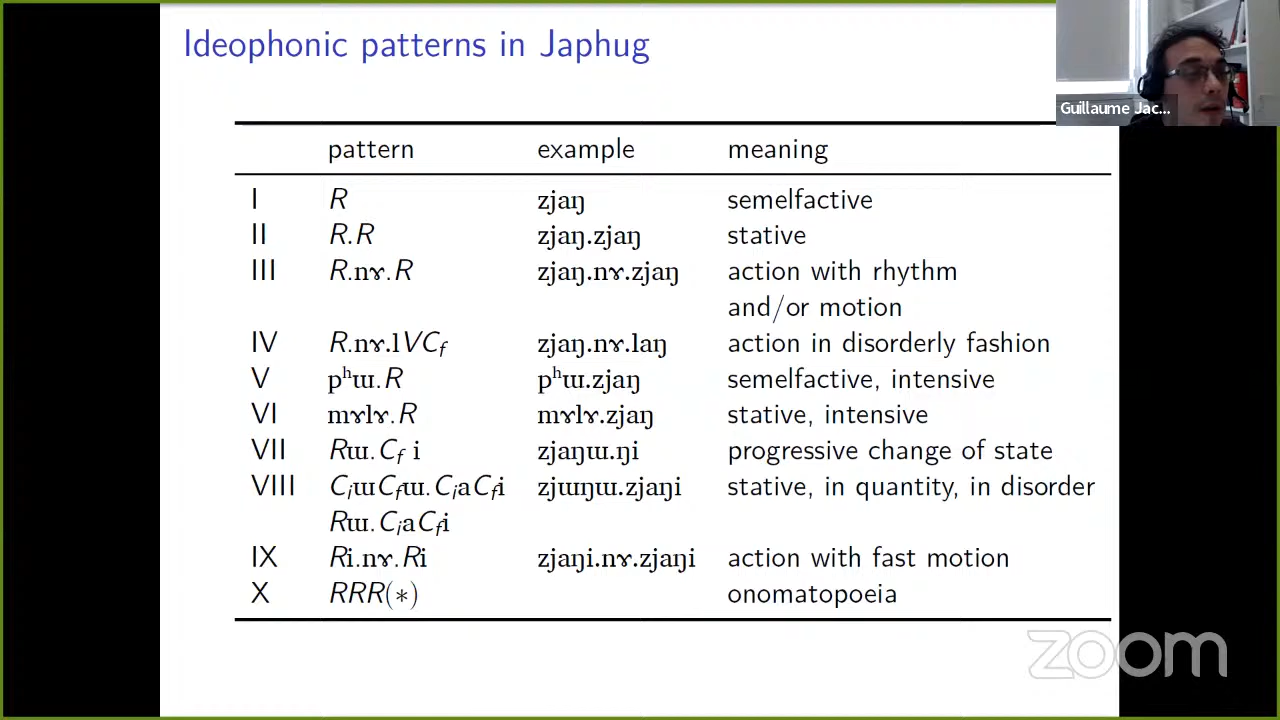 Ideophonic patterns in Japhug
Guillaume Jac...
pattern example meaning
I R zjaŋ semelfactive
II R.R zjaŋ.zjaŋ stative
III R.nɤ.R zjaŋ.nɤ.zjaŋ action with rhythm
and/or motion
IV R.nɤ.lVC_f zjaŋ.nɤ.laŋ action in disorderly fashion
V pʰɯ.R pʰɯ.zjaŋ semelfactive, intensive
VI mɤlɤ.R mɤlɤ.zjaŋ stative, intensive
VII Rɯ.C_f i zjaŋɯ.ŋi progressive change of state
VIII C_iɯC_fɯ.C_iaC_fi zjɯŋɯ.zjaŋi stative, in quantity, in disorder
Rɯ.C_iaC_fi
IX Ri.nɤ.Ri zjaŋi.nɤ.zjaŋi action with fast motion
X RRR(∗) onomatopoeia
zoom